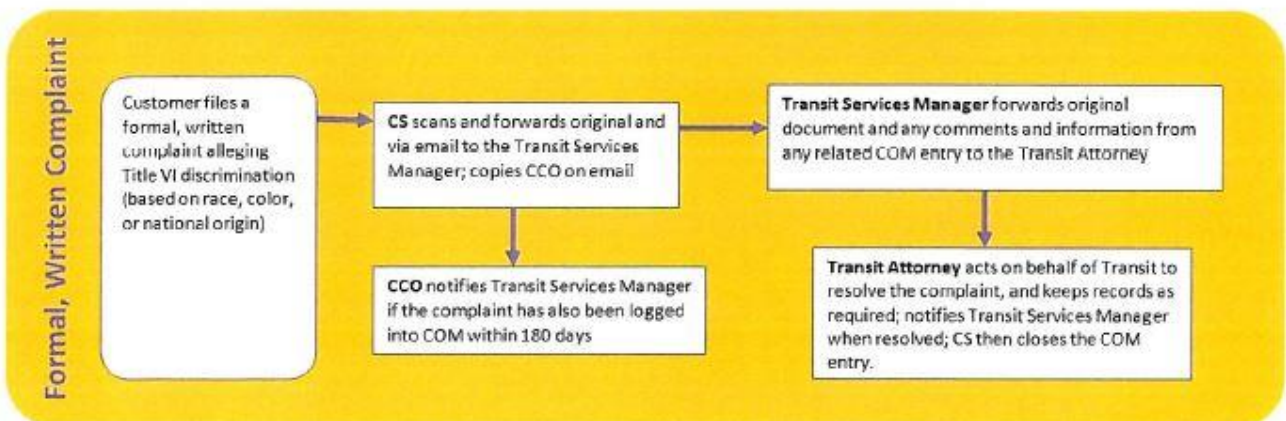 Formal, Written Complaint
Customer files a
formal, written
complaint alleging
Title VI discrimination
(based on race, color,
or national origin)
CS scans and forwards original and
via email to the Transit Services
Manager; copies CCO on email
CCO notifies Transit Services Manager
if the complaint has also been logged
into COM within 180 days
Transit Services Manager forwards original
document and any comments and information from
any related COM entry to the Transit Attorney
Transit Attorney acts on behalf of Transit to
resolve the complaint, and keeps records as
required; notifies Transit Services Manager
when resolved; CS then closes the COM
entry.